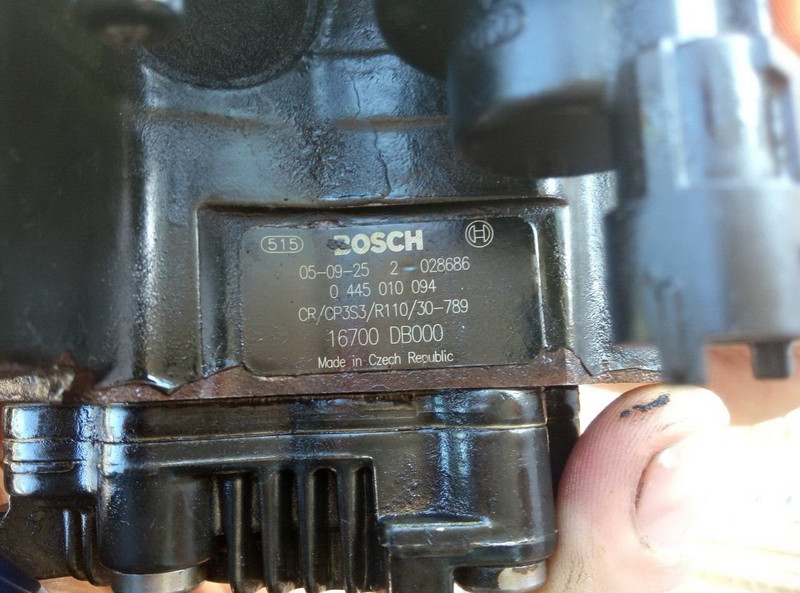 515 BOSCH
05-09-25 2 028686
0 445 010 094
CR/CP3S3/R110/30-789
16700 DB000
Made in Czech Republic